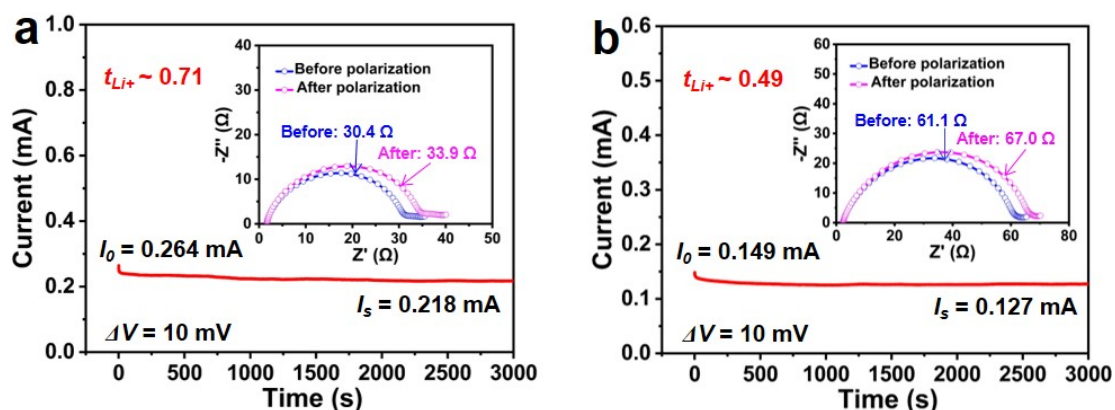 a
Current (mA)
1.0
0.8
0.6
0.4
0.2
0.0
t_Li+ ~ 0.71
-Z'' (Ω)
40
30
20
10
0
Before polarization
After polarization
Before: 30.4 Ω
After: 33.9 Ω
0 10 20 30 40 50
Z' (Ω)
I_0 = 0.264 mA
I_s = 0.218 mA
ΔV = 10 mV
0 500 1000 1500 2000 2500 3000
Time (s)
b
Current (mA)
0.6
0.5
0.4
0.3
0.2
0.1
0.0
t_Li+ ~ 0.49
-Z'' (Ω)
60
50
40
30
20
10
0
Before polarization
After polarization
Before: 61.1 Ω
After: 67.0 Ω
0 20 40 60 80
Z' (Ω)
I_0 = 0.149 mA
I_s = 0.127 mA
ΔV = 10 mV
0 500 1000 1500 2000 2500 3000
Time (s)